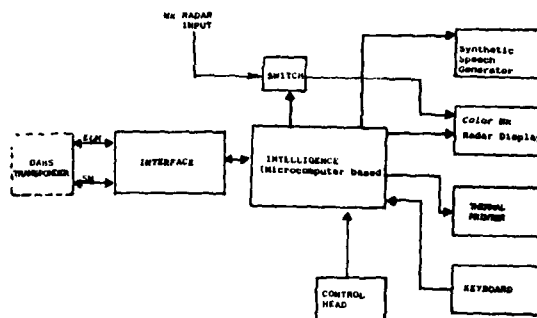 WX RADAR
INPUT
SWITCH
Synthetic
Speech
Generator
Color WX
Radar Display
DABS
TRANSPONDER
ELM
SM
INTERFACE
INTELLIGENCE
(Microcomputer based
THERMAL
PRINTER
CONTROL
HEAD
KEYBOARD